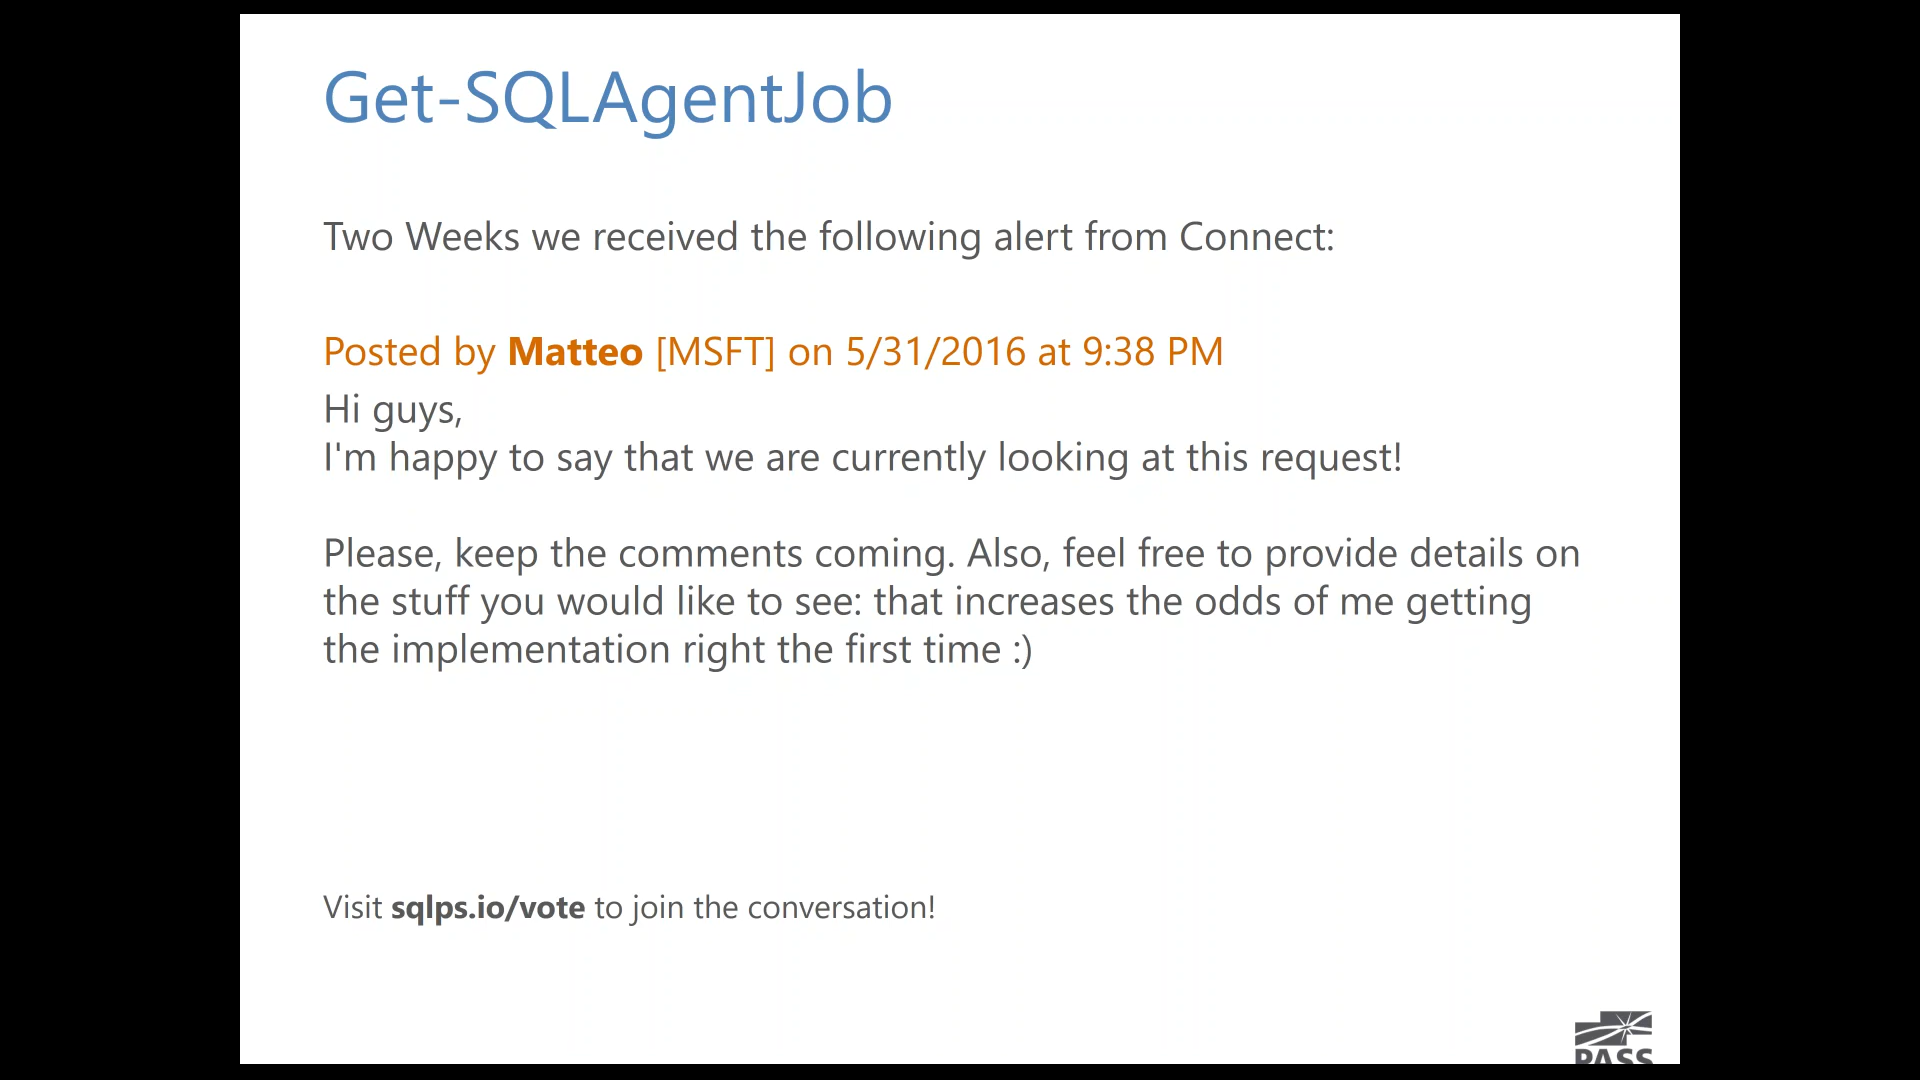 Get-SQLAgentJob
Two Weeks we received the following alert from Connect:
Posted by Matteo [MSFT] on 5/31/2016 at 9:38 PM
Hi guys,
I'm happy to say that we are currently looking at this request!
Please, keep the comments coming. Also, feel free to provide details on
the stuff you would like to see: that increases the odds of me getting
the implementation right the first time :)
Visit sqlps.io/vote to join the conversation!
PASS